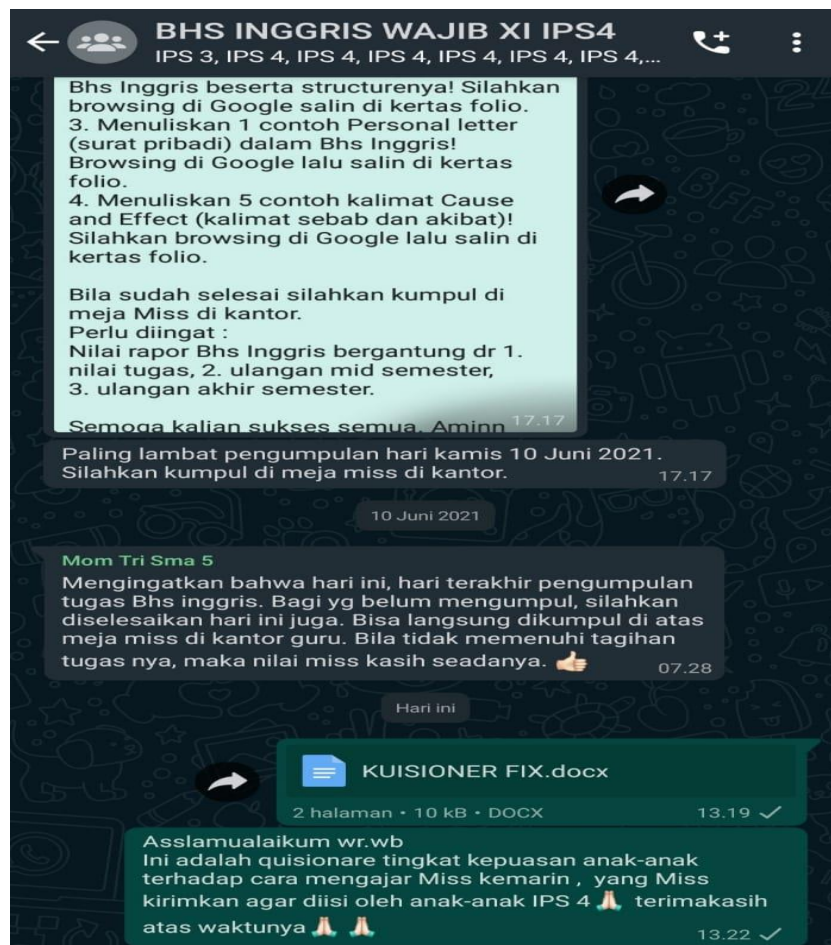 BHS INGGRIS WAJIB XI IPS4
IPS 3, IPS 4, IPS 4, IPS 4, IPS 4, IPS 4, IPS 4,...
Bhs Inggris beserta structurenya! Silahkan
browsing di Google salin di kertas folio.
3. Menuliskan 1 contoh Personal letter
(surat pribadi) dalam Bhs Inggris!
Browsing di Google lalu salin di kertas
folio.
4. Menuliskan 5 contoh kalimat Cause
and Effect (kalimat sebab dan akibat)!
Silahkan browsing di Google lalu salin di
kertas folio.
Bila sudah selesai silahkan kumpul di
meja Miss di kantor.
Perlu diingat :
Nilai rapor Bhs Inggris bergantung dr 1.
nilai tugas, 2. ulangan mid semester,
3. ulangan akhir semester.
Semoga kalian sukses semua. Aminn 17.17
Paling lambat pengumpulan hari kamis 10 Juni 2021.
Silahkan kumpul di meja miss di kantor. 17.17
10 Juni 2021
Mom Tri Sma 5
Mengingatkan bahwa hari ini, hari terakhir pengumpulan
tugas Bhs inggris. Bagi yg belum mengumpul, silahkan
diselesaikan hari ini juga. Bisa langsung dikumpul di atas
meja miss di kantor guru. Bila tidak memenuhi tagihan
tugas nya, maka nilai miss kasih seadanya. 👍🏻 07.28
Hari ini
KUISIONER FIX.docx
2 halaman • 10 kB • DOCX 13.19
Asslamualaikum wr.wb
Ini adalah quisionare tingkat kepuasan anak-anak
terhadap cara mengajar Miss kemarin , yang Miss
kirimkan agar diisi oleh anak-anak IPS 4 🙏🏻 terimakasih
atas waktunya 🙏🏻 🙏🏻 13.22